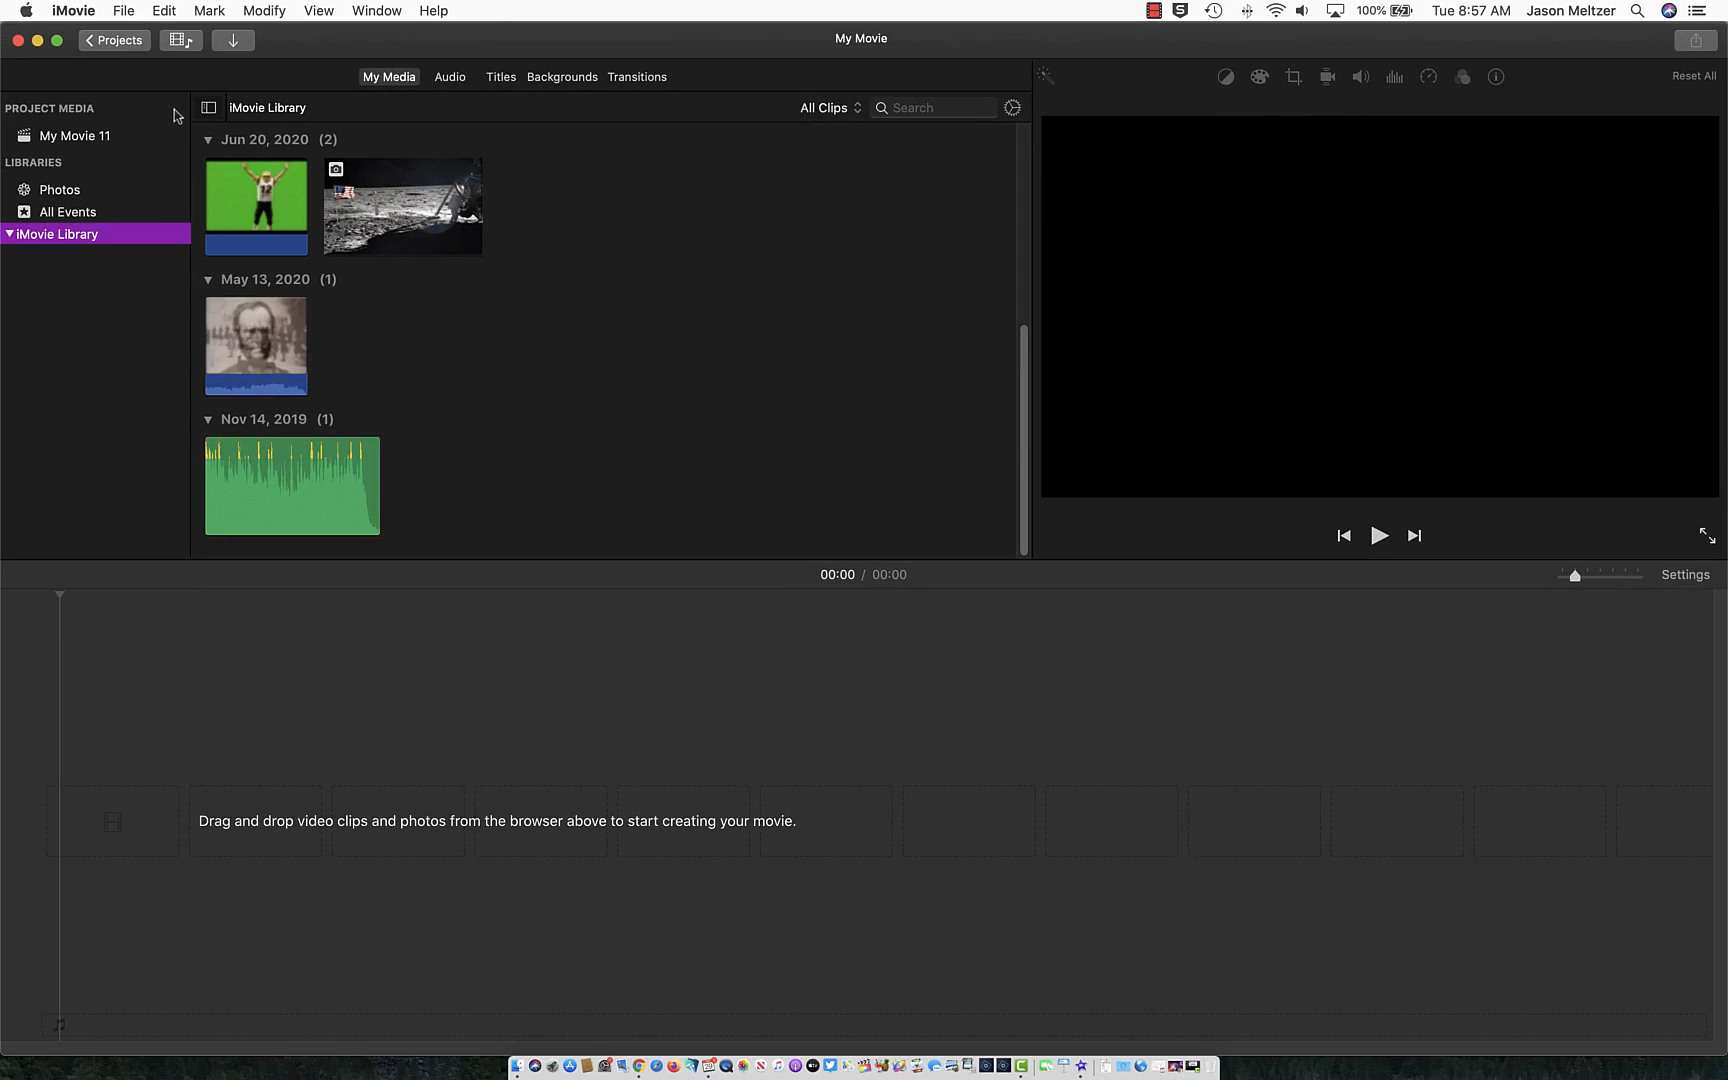 iMovie File Edit Mark Modify View Window Help 100% Tue 8:57 AM Jason Meltzer
Projects My Movie
My Media Audio Titles Backgrounds Transitions Reset All
PROJECT MEDIA iMovie Library All Clips Search
My Movie 11
LIBRARIES
Photos
All Events
iMovie Library
Jun 20, 2020 (2)
12
May 13, 2020 (1)
Nov 14, 2019 (1)
00:00 / 00:00 Settings
Drag and drop video clips and photos from the browser above to start creating your movie.